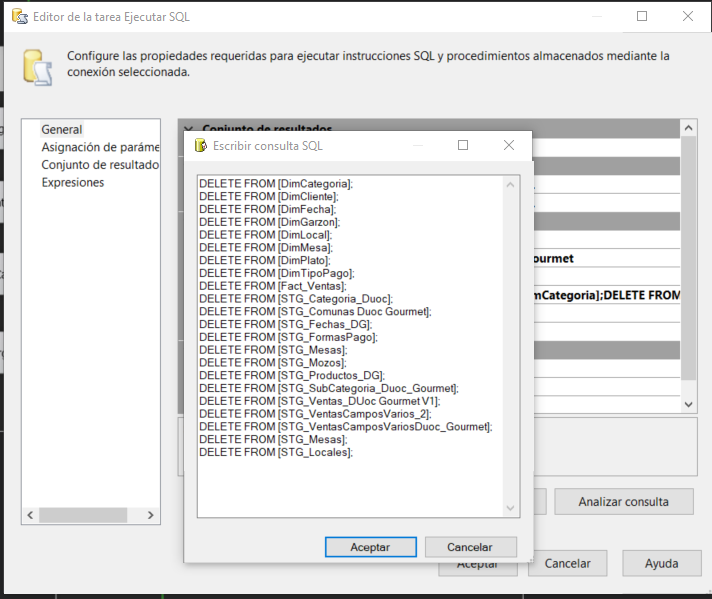 Editor de la tarea Ejecutar SQL
Configure las propiedades requeridas para ejecutar instrucciones SQL y procedimientos almacenados mediante la
conexión seleccionada.
General
Asignación de paráme
Conjunto de resultado
Expresiones
Conjunto de resultados
Escribir consulta SQL
DELETE FROM [DimCategoria];
DELETE FROM [DimCliente];
DELETE FROM [DimFecha];
DELETE FROM [DimGarzon];
DELETE FROM [DimLocal];
DELETE FROM [DimMesa];
DELETE FROM [DimPlato];
DELETE FROM [DimTipoPago];
DELETE FROM [Fact_Ventas];
DELETE FROM [STG_Categoria_Duoc];
DELETE FROM [STG_Comunas Duoc Gourmet];
DELETE FROM [STG_Fechas_DG];
DELETE FROM [STG_FormasPago];
DELETE FROM [STG_Mesas];
DELETE FROM [STG_Mozos];
DELETE FROM [STG_Productos_DG];
DELETE FROM [STG_SubCategoria_Duoc_Gourmet];
DELETE FROM [STG_Ventas_DUoc Gourmet V1];
DELETE FROM [STG_VentasCamposVarios_2];
DELETE FROM [STG_VentasCamposVariosDuoc_Gourmet];
DELETE FROM [STG_Mesas];
DELETE FROM [STG_Locales];
ourmet
mCategoria];DELETE FROM
Aceptar
Cancelar
Analizar consulta
Aceptar
Cancelar
Ayuda